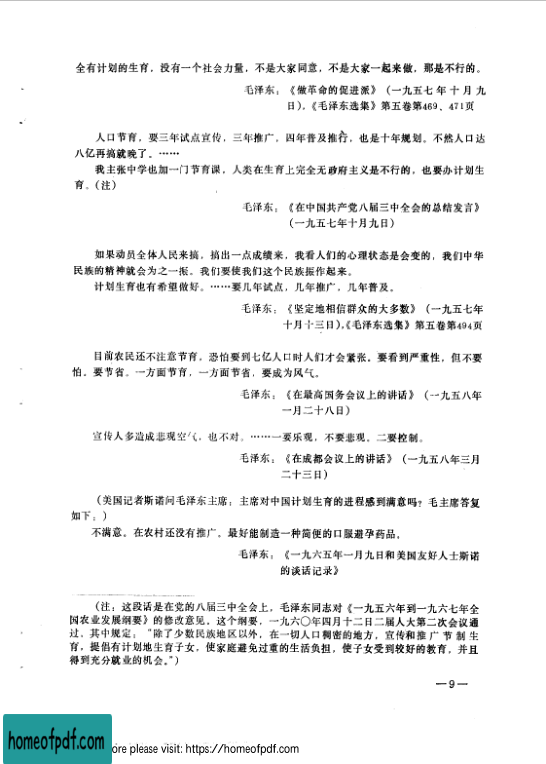 全有计划的生育，没有一个社会力量，不是大家同意，不是大家一起来做，那是不行的。
毛泽东：《做革命的促进派》（一九五七年十月九
日），《毛泽东选集》第五卷第469、471页
人口节育，要三年试点宣传，三年推广，四年普及推行，也是十年规划。不然人口达
八亿再搞就晚了。……
我主张中学也加一门节育课，人类在生育上完全无政府主义是不行的，也要办计划生
育。（注）
毛泽东：《在中国共产党八届三中全会的总结发言》
（一九五七年十月九日）
如果动员全体人民来搞，搞出一点成绩来，我看人们的心理状态是会变的，我们中华
民族的精神就会为之一振。我们要使我们这个民族振作起来。
计划生育也有希望做好。……要几年试点，几年推广，几年普及。
毛泽东：《坚定地相信群众的大多数》（一九五七年
十月十三日），《毛泽东选集》第五卷第494页
目前农民还不注意节育，恐怕要到七亿人口时人们才会紧张。要看到严重性，但不要
怕。要节省。一方面节育，一方面节省，要成为风气。
毛泽东：《在最高国务会议上的讲话》（一九五八年
一月二十八日）
宣传人多造成悲观空气，也不对。……一要乐观，不要悲观。二要控制。
毛泽东：《在成都会议上的讲话》（一九五八年三月
二十三日）
（美国记者斯诺问毛泽东主席：主席对中国计划生育的进程感到满意吗？毛主席答复
如下：）
不满意。在农村还没有推广。最好能制造一种简便的口服避孕药品。
毛泽东：《一九六五年一月九日和美国友好人士斯诺
的谈话记录》
（注：这段话是在党的八届三中全会上，毛泽东同志对《一九五六年到一九六七年全
国农业发展纲要》的修改意见。这个纲要，一九六〇年四月十二日二届人大第二次会议通
过，其中规定：“除了少数民族地区以外，在一切人口稠密的地方，宣传和推广节制生
育，提倡有计划地生育子女，使家庭避免过重的生活负担，使子女受到较好的教育，并且
得到充分就业的机会。”）
—9—
homeofpdf.com
ore please visit: https://homeofpdf.com